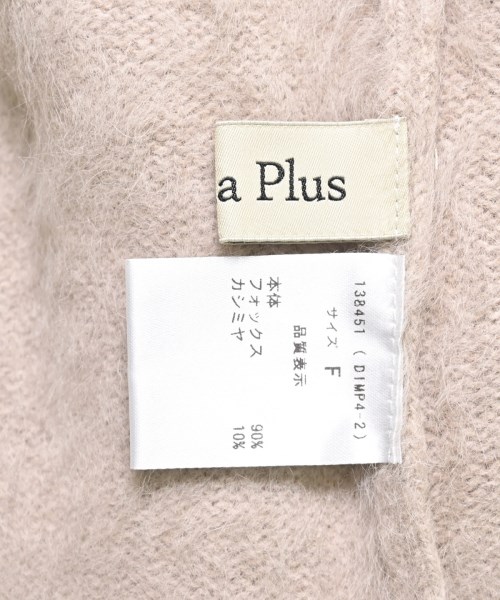 a Plus
138451 ( DIMP4-2)
サイズ F
品質表示
本体
フォックス 90%
カシミヤ 10%